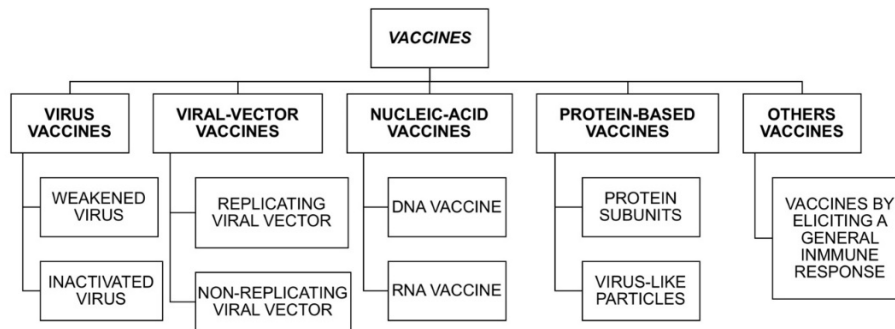 VACCINES
VIRUS
VACCINES
WEAKENED
VIRUS
INACTIVATED
VIRUS
VIRAL-VECTOR
VACCINES
REPLICATING
VIRAL VECTOR
NON-REPLICATING
VIRAL VECTOR
NUCLEIC-ACID
VACCINES
DNA VACCINE
RNA VACCINE
PROTEIN-BASED
VACCINES
PROTEIN
SUBUNITS
VIRUS-LIKE
PARTICLES
OTHERS
VACCINES
VACCINES BY
ELICITING A
GENERAL
INMMUNE
RESPONSE